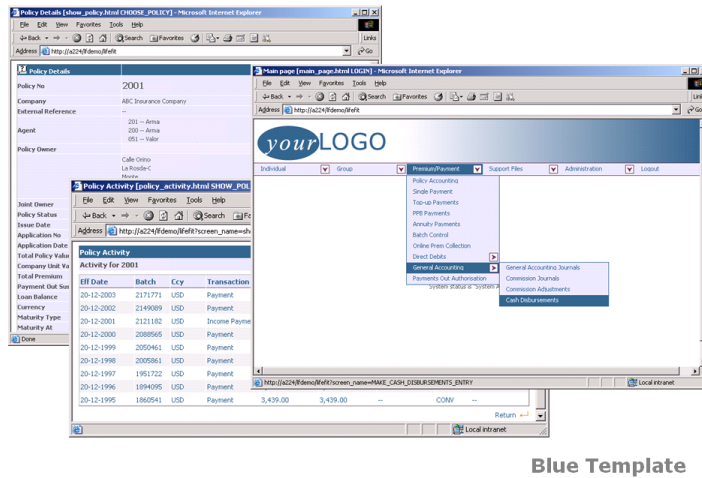 Policy Details [show_policy.html CHOOSE_POLICY] - Microsoft Internet Explorer
File Edit View Favorites Tools Help
Back Search Favorites Links
Address http://a224/lfdemo/lifefit Go
Policy Details
Policy No 2001
Company ABC Insurance Company
External Reference --
201 -- Arma
Agent 200 -- Arma
051 -- Valor
Policy Owner
Calle Orino
La Rosda-C
Joint Owner
Policy Status
Issue Date
Application No
Application Date
Total Policy Value
Company Unit Va
Total Premium
Payment Out Sus
Loan Balance
Currency
Maturity Type
Maturity At
Done
Policy Activity [policy_activity.html SHOW_POL
File Edit View Favorites Tools Help
Back Search Fa
Address http://a224/lfdemo/lifefit?screen_name=sh
Policy Activity
Activity for 2001
Eff Date Batch Ccy Transaction
20-12-2003 2171771 USD Payment
20-12-2002 2149089 USD Payment
20-12-2001 2121182 USD Income Payme
20-12-2000 2088565 USD Payment
20-12-1999 2050461 USD Payment
20-12-1998 2005861 USD Payment
20-12-1997 1951722 USD Payment
20-12-1996 1894095 USD Payment
20-12-1995 1860541 USD Payment 3,439.00 3,439.00 -- CONV --
Return
Local intranet
Main page [main_page.html LOGIN] - Microsoft Internet Explorer
File Edit View Favorites Tools Help
Back Search Favorites Lin
Address http://a224/lfdemo/lifefit Go
yourLOGO
Individual Group Premium/Payment Support Files Administration Logout
Policy Accounting
Single Payment
Top-up Payments
PPB Payments
Annuity Payments
Batch Control
Online Prem Collection
Direct Debits
General Accounting General Accounting Journals
Payments Out Authorisation Commission Journals
System status is System A Commission Adjustments
Cash Disbursements
http://a224/lfdemo/lifefit?screen_name=MAKE_CASH_DISBURSEMENTS_ENTRY Local intranet
Blue Template